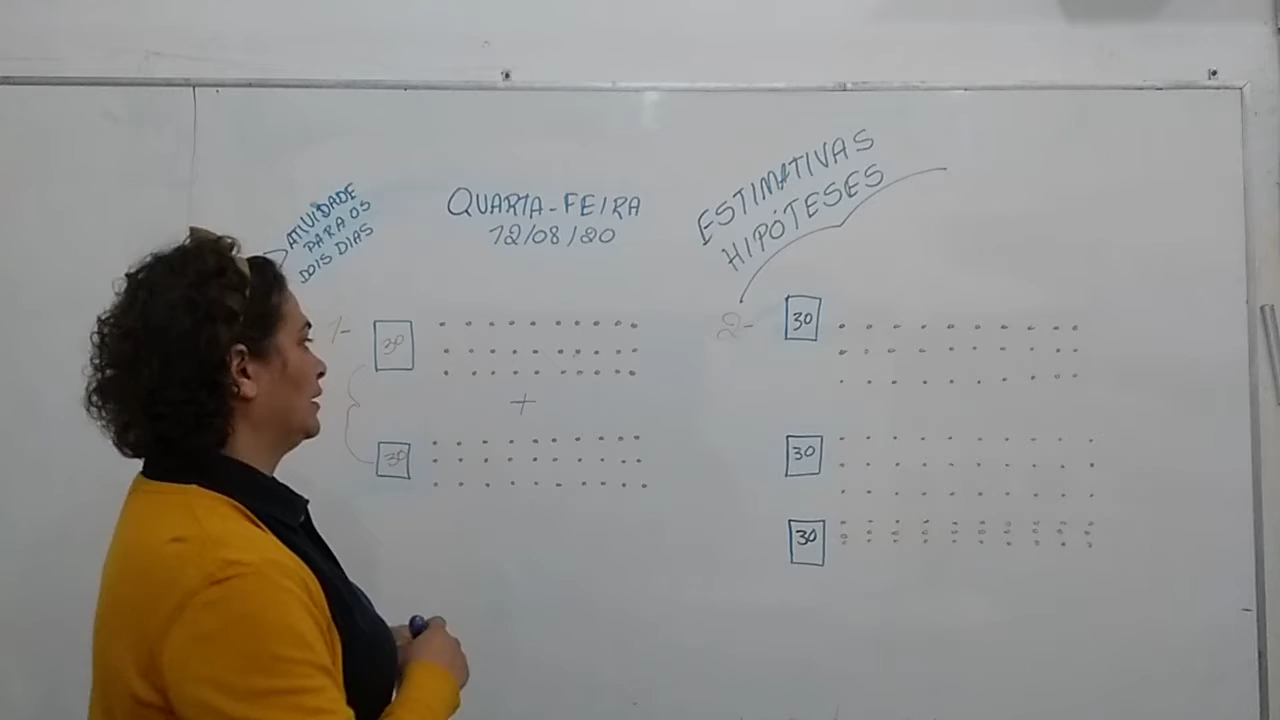 ATIVIDADE
PARA OS
DOIS DIAS
QUARTA-FEIRA
12/08/20
ESTIMATIVAS
HIPÓTESES
1-
30
+
30
2-
30
30
30